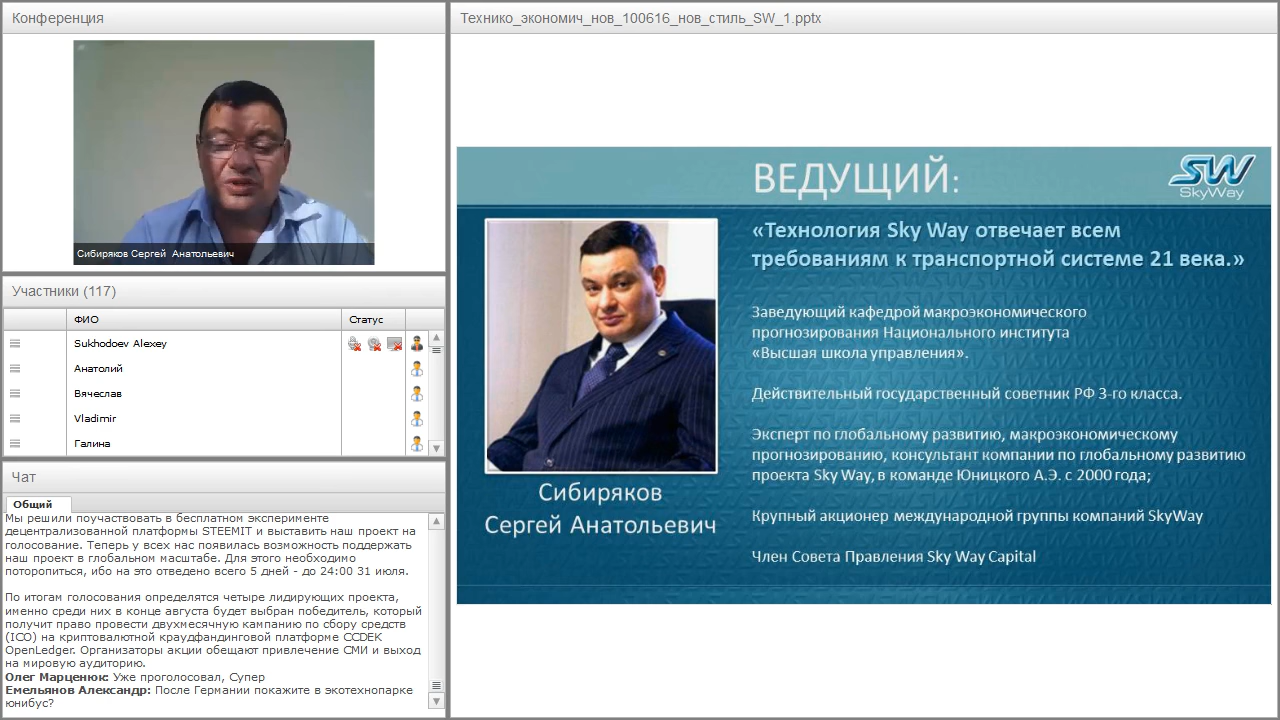 Конференция
Сибиряков Сергей Анатольевич
Участники (117)
ФИО
Статус
Sukhodoev Alexey
Анатолий
Вячеслав
Vladimir
Галина
Чат
Общий
Мы решили поучаствовать в бесплатном эксперименте
децентрализованной платформы STEEMIT и выставить наш проект на
голосование. Теперь у всех нас появилась возможность поддержать
наш проект в глобальном масштабе. Для этого необходимо
поторопиться, ибо на это отведено всего 5 дней - до 24:00 31 июля.
По итогам голосования определятся четыре лидирующих проекта,
именно среди них в конце августа будет выбран победитель, который
получит право провести двухмесячную кампанию по сбору средств
(ICO) на криптовалютной краудфандинговой платформе CCDEK
OpenLedger. Организаторы акции обещают привлечение СМИ и выход
на мировую аудиторию.
Олег Марценюк: Уже проголосовал, Супер
Емельянов Александр: После Германии покажите в экотехнопарке
юнибус?
Технико_экономич_нов_100616_нов_стиль_SW_1.pptx
ВЕДУЩИЙ:
SW
SkyWay
«Технология Sky Way отвечает всем
требованиям к транспортной системе 21 века.»
Заведующий кафедрой макроэкономического
прогнозирования Национального института
«Высшая школа управления».
Действительный государственный советник РФ 3-го класса.
Эксперт по глобальному развитию, макроэкономическому
прогнозированию, консультант компании по глобальному развитию
проекта Sky Way, в команде Юницкого А.Э. с 2000 года;
Крупный акционер международной группы компаний SkyWay
Член Совета Правления Sky Way Capital
Сибиряков
Сергей Анатольевич